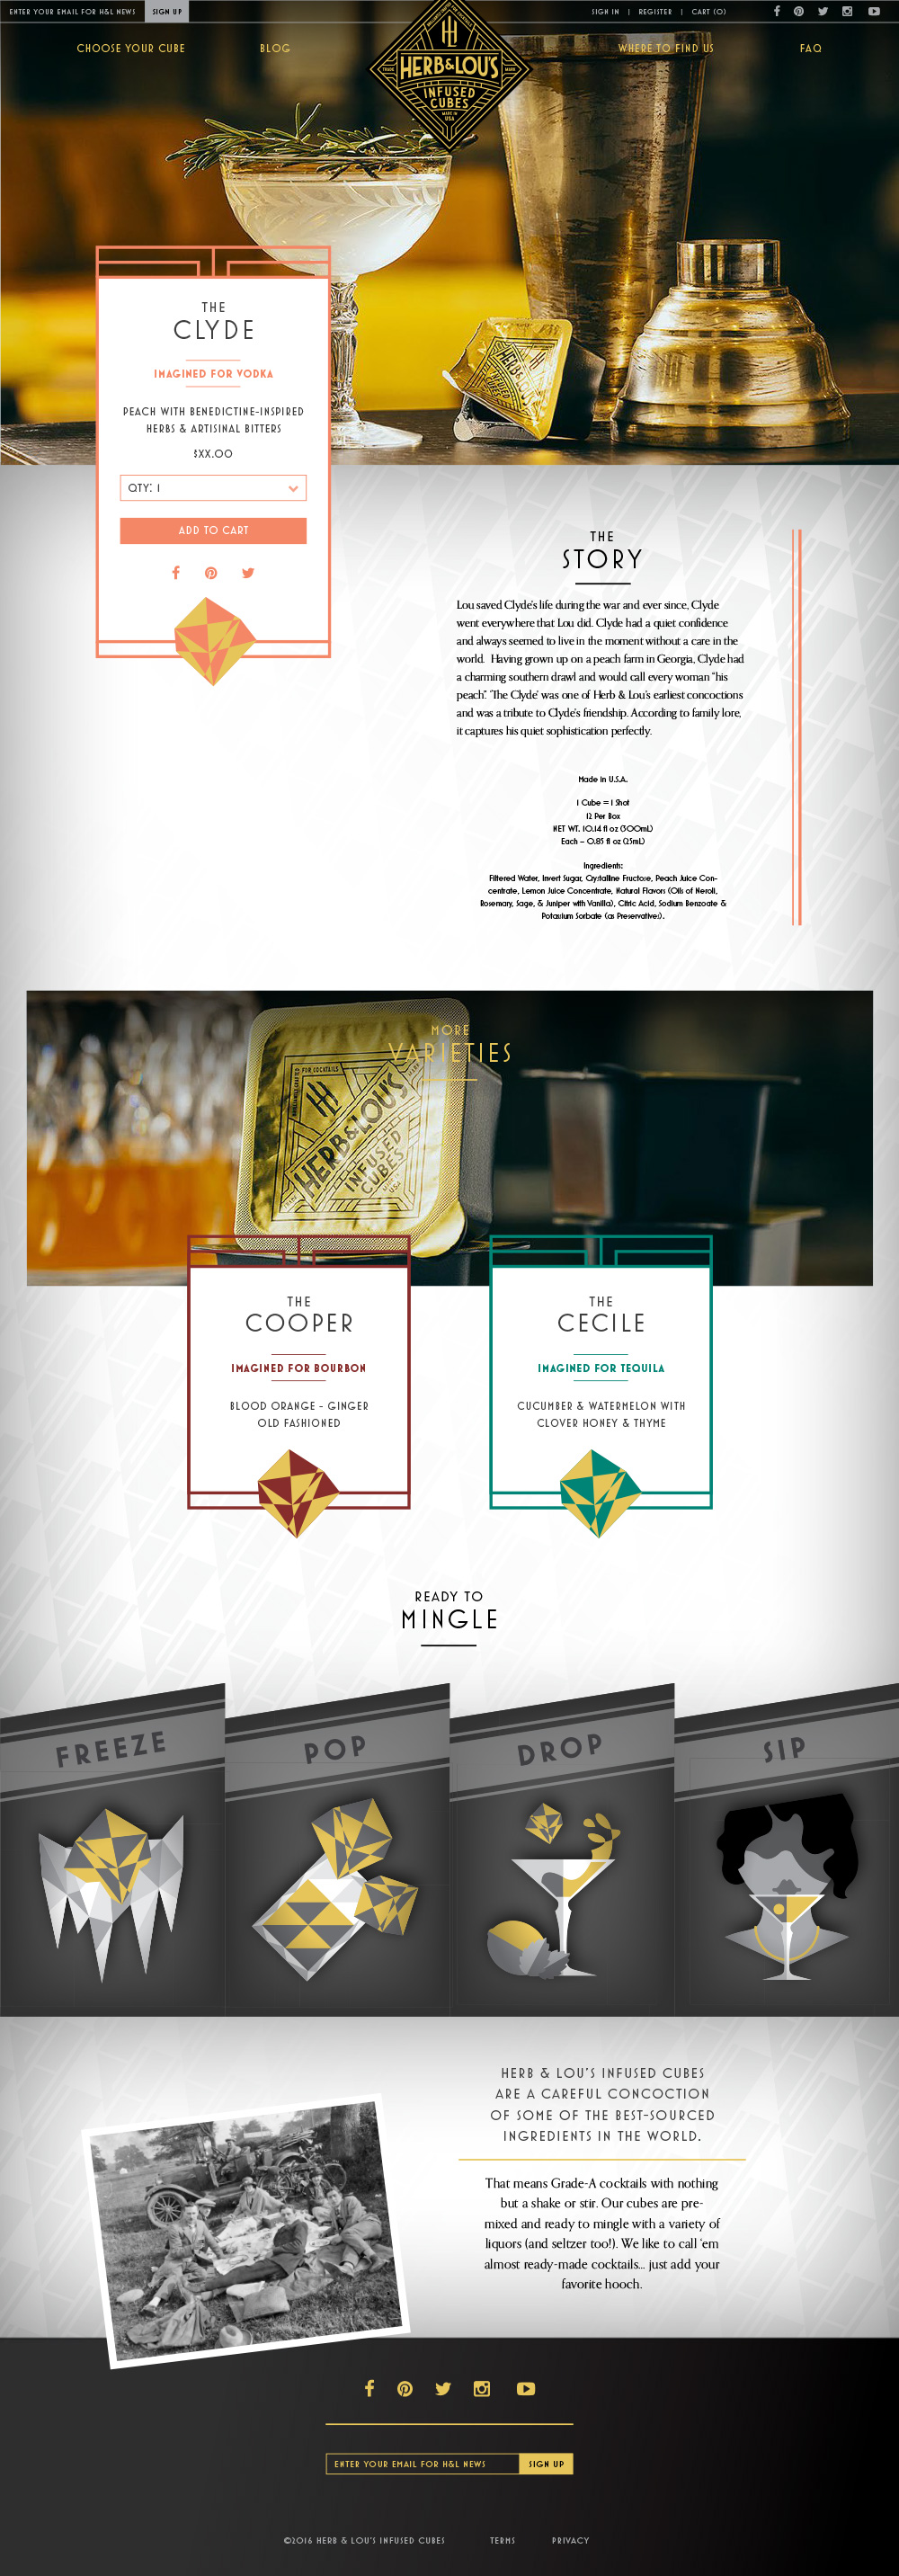 ENTER YOUR EMAIL FOR H&L NEWS SIGN UP
SIGN IN | REGISTER | CART (0)
CHOOSE YOUR CUBE
BLOG
HL
TRADE MARK
HERB & LOU'S
INFUSED
CUBES
MADE IN
USA
WHERE TO FIND US
FAQ
HERB & LOU'S
INFUSED
CUBES
THE
CLYDE
IMAGINED FOR VODKA
PEACH WITH BENEDICTINE-INSPIRED
HERBS & ARTISINAL BITTERS
$XX.00
QTY: 1
ADD TO CART
THE
STORY
Lou saved Clyde's life during the war and ever since, Clyde
went everywhere that Lou did. Clyde had a quiet confidence
and always seemed to live in the moment without a care in the
world. Having grown up on a peach farm in Georgia, Clyde had
a charming southern drawl and would call every woman "his
peach". 'The Clyde' was one of Herb & Lou's earliest concoctions
and was a tribute to Clyde's friendship. According to family lore,
it captures his quiet sophistication perfectly.
Made in U.S.A.
1 Cube = 1 Shot
12 Per Box
NET WT. 10.14 fl oz (300mL)
Each – 0.85 fl oz (25mL)
Ingredients:
Filtered Water, Invert Sugar, Crystalline Fructose, Peach Juice Con-
centrate, Lemon Juice Concentrate, Natural Flavors (Oils of Neroli,
Rosemary, Sage, & Juniper with Vanilla), Citric Acid, Sodium Benzoate &
Potassium Sorbate (as Preservatives).
MORE
VARIETIES
FOR COCKTAILS
HL
HERB & LOU'S
INFUSED
CUBES
THE
COOPER
IMAGINED FOR BOURBON
BLOOD ORANGE - GINGER
OLD FASHIONED
THE
CECILE
IMAGINED FOR TEQUILA
CUCUMBER & WATERMELON WITH
CLOVER HONEY & THYME
READY TO
MINGLE
FREEZE
POP
DROP
SIP
HERB & LOU'S INFUSED CUBES
ARE A CAREFUL CONCOCTION
OF SOME OF THE BEST-SOURCED
INGREDIENTS IN THE WORLD.
That means Grade-A cocktails with nothing
but a shake or stir. Our cubes are pre-
mixed and ready to mingle with a variety of
liquors (and seltzer too!). We like to call 'em
almost ready-made cocktails... just add your
favorite hooch.
ENTER YOUR EMAIL FOR H&L NEWS SIGN UP
©2016 HERB & LOU'S INFUSED CUBES TERMS PRIVACY